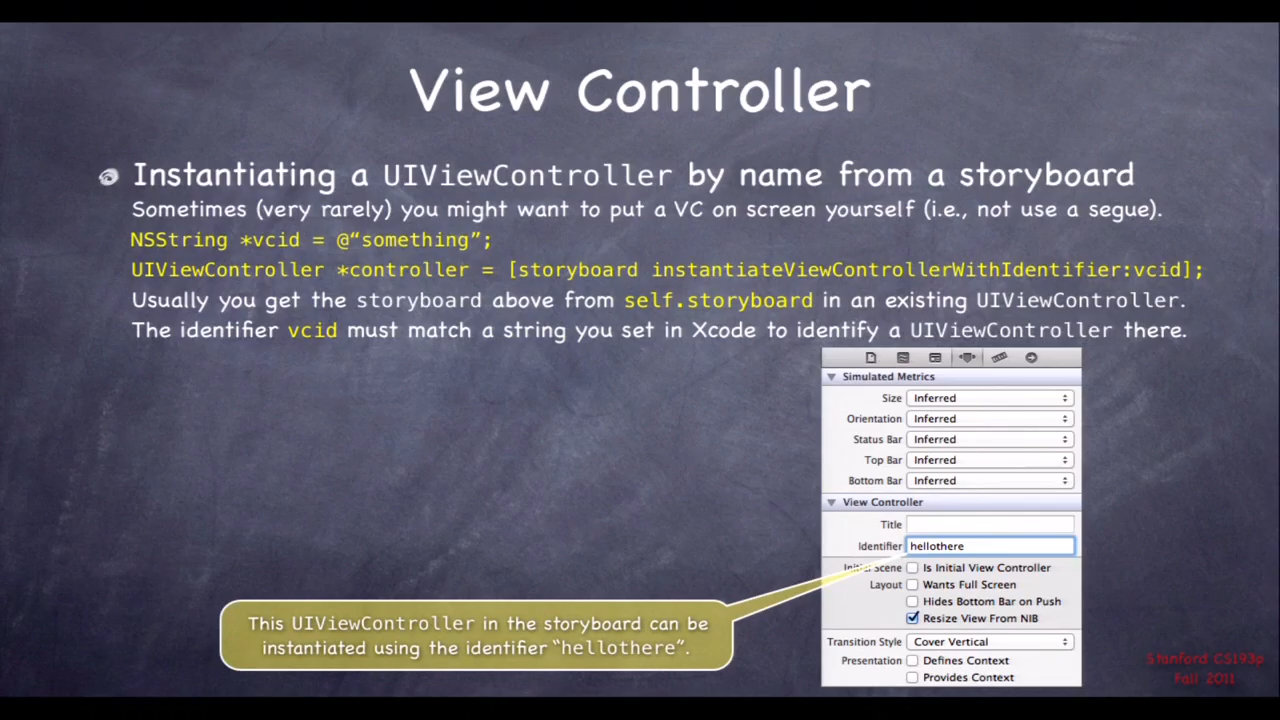 View Controller
Instantiating a UIViewController by name from a storyboard
Sometimes (very rarely) you might want to put a VC on screen yourself (i.e., not use a segue).
NSString *vcid = @“something”;
UIViewController *controller = [storyboard instantiateViewControllerWithIdentifier:vcid];
Usually you get the storyboard above from self.storyboard in an existing UIViewController.
The identifier vcid must match a string you set in Xcode to identify a UIViewController there.
Simulated Metrics
Size Inferred
Orientation Inferred
Status Bar Inferred
Top Bar Inferred
Bottom Bar Inferred
View Controller
Title
Identifier hellothere
Initial Scene Is Initial View Controller
Layout Wants Full Screen
Hides Bottom Bar on Push
Resize View From NIB
Transition Style Cover Vertical
Presentation Defines Context
Provides Context
This UIViewController in the storyboard can be
instantiated using the identifier “hellothere”.
Stanford CS193p
Fall 2011